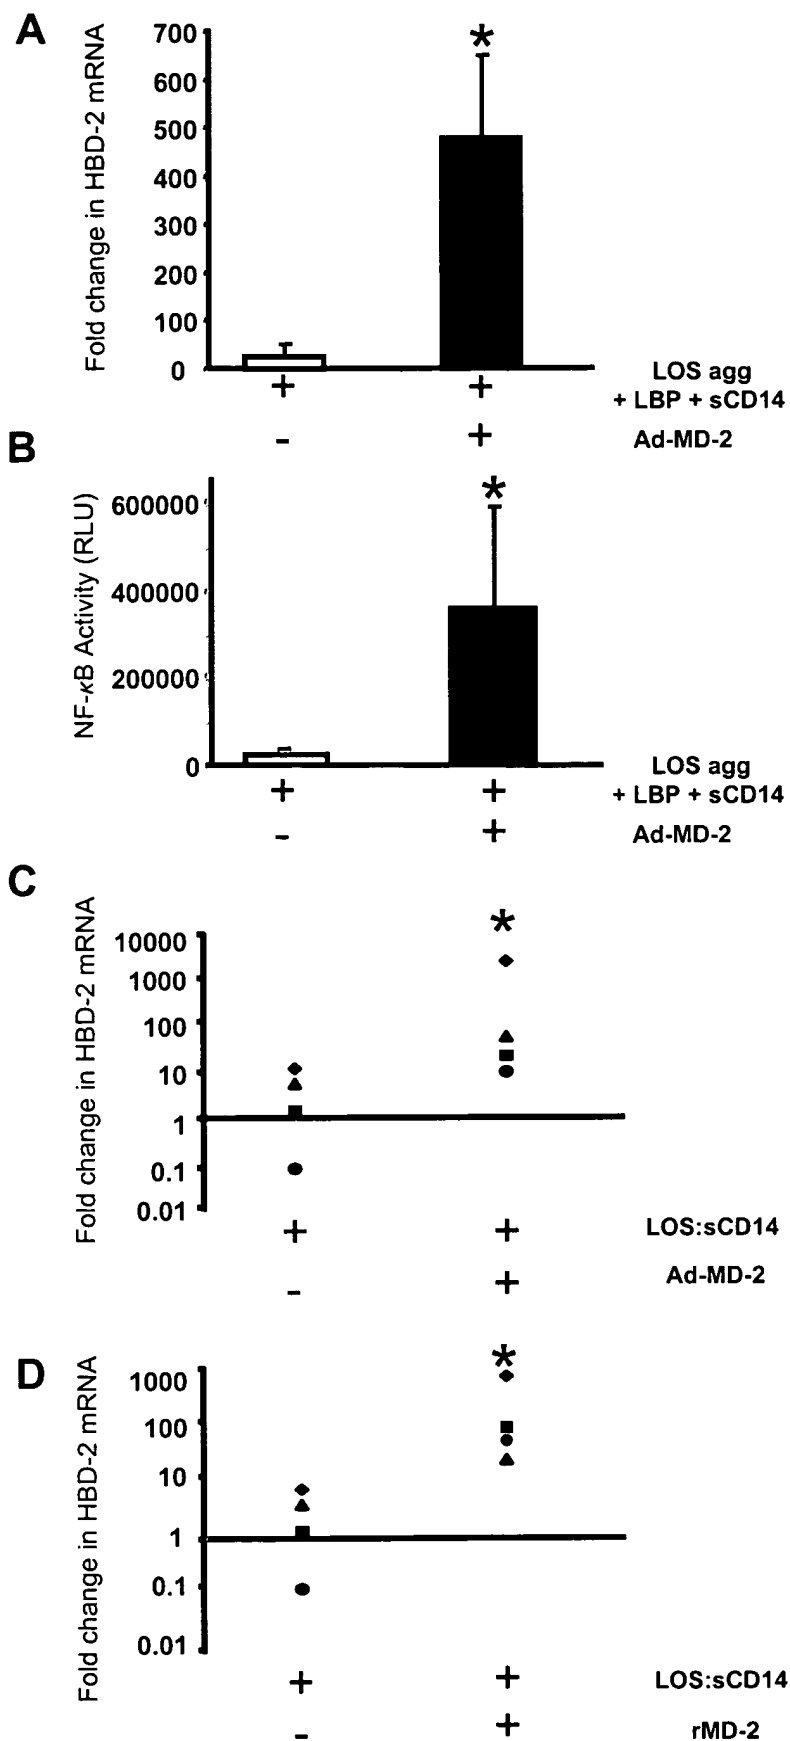 A
Fold change in HBD-2 mRNA
700
600
500
400
300
200
100
0
+ +
LOS agg
+ LBP + sCD14
- +
Ad-MD-2
*
B
NF-κB Activity (RLU)
600000
400000
200000
0
*
+ +
LOS agg
+ LBP + sCD14
- +
Ad-MD-2
C
Fold change in HBD-2 mRNA
10000
1000
100
10
1
0.1
0.01
*
+ + LOS:sCD14
- + Ad-MD-2
D
Fold change in HBD-2 mRNA
1000
100
10
1
0.1
0.01
*
+ + LOS:sCD14
- + rMD-2